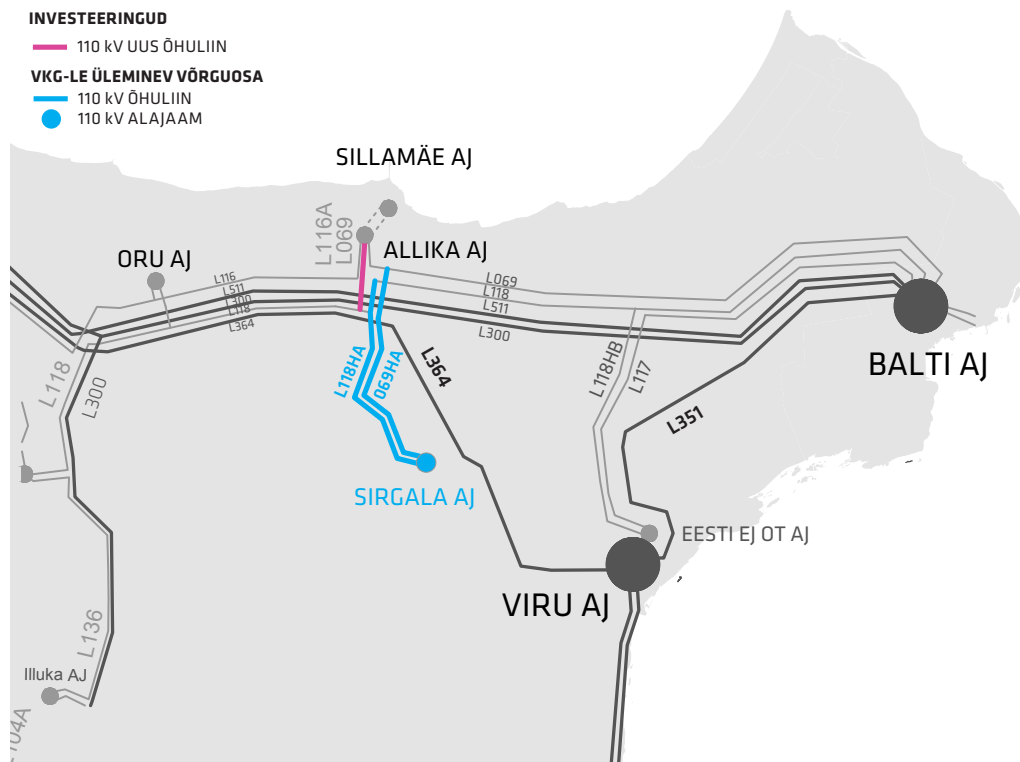 INVESTEERINGUD
110 kV UUS ÕHULIIN
VKG-LE ÜLEMINEV VÕRGUOSA
110 kV ÕHULIIN
110 kV ALAJAAM
SILLAMÄE AJ
L116A
L069
ALLIKA AJ
ORU AJ
L116
L511
L300
L118
L364
L069
L118
L511
L300
BALTI AJ
L118
L300
L118HA
069HA
L364
L118HB
L117
L351
SIRGALA AJ
EESTI EJ OT AJ
VIRU AJ
L136
Illuka AJ
L104A